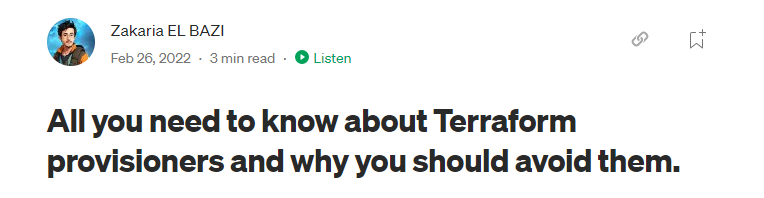 Zakaria EL BAZI
Feb 26, 2022 · 3 min read · Listen
All you need to know about Terraform
provisioners and why you should avoid them.